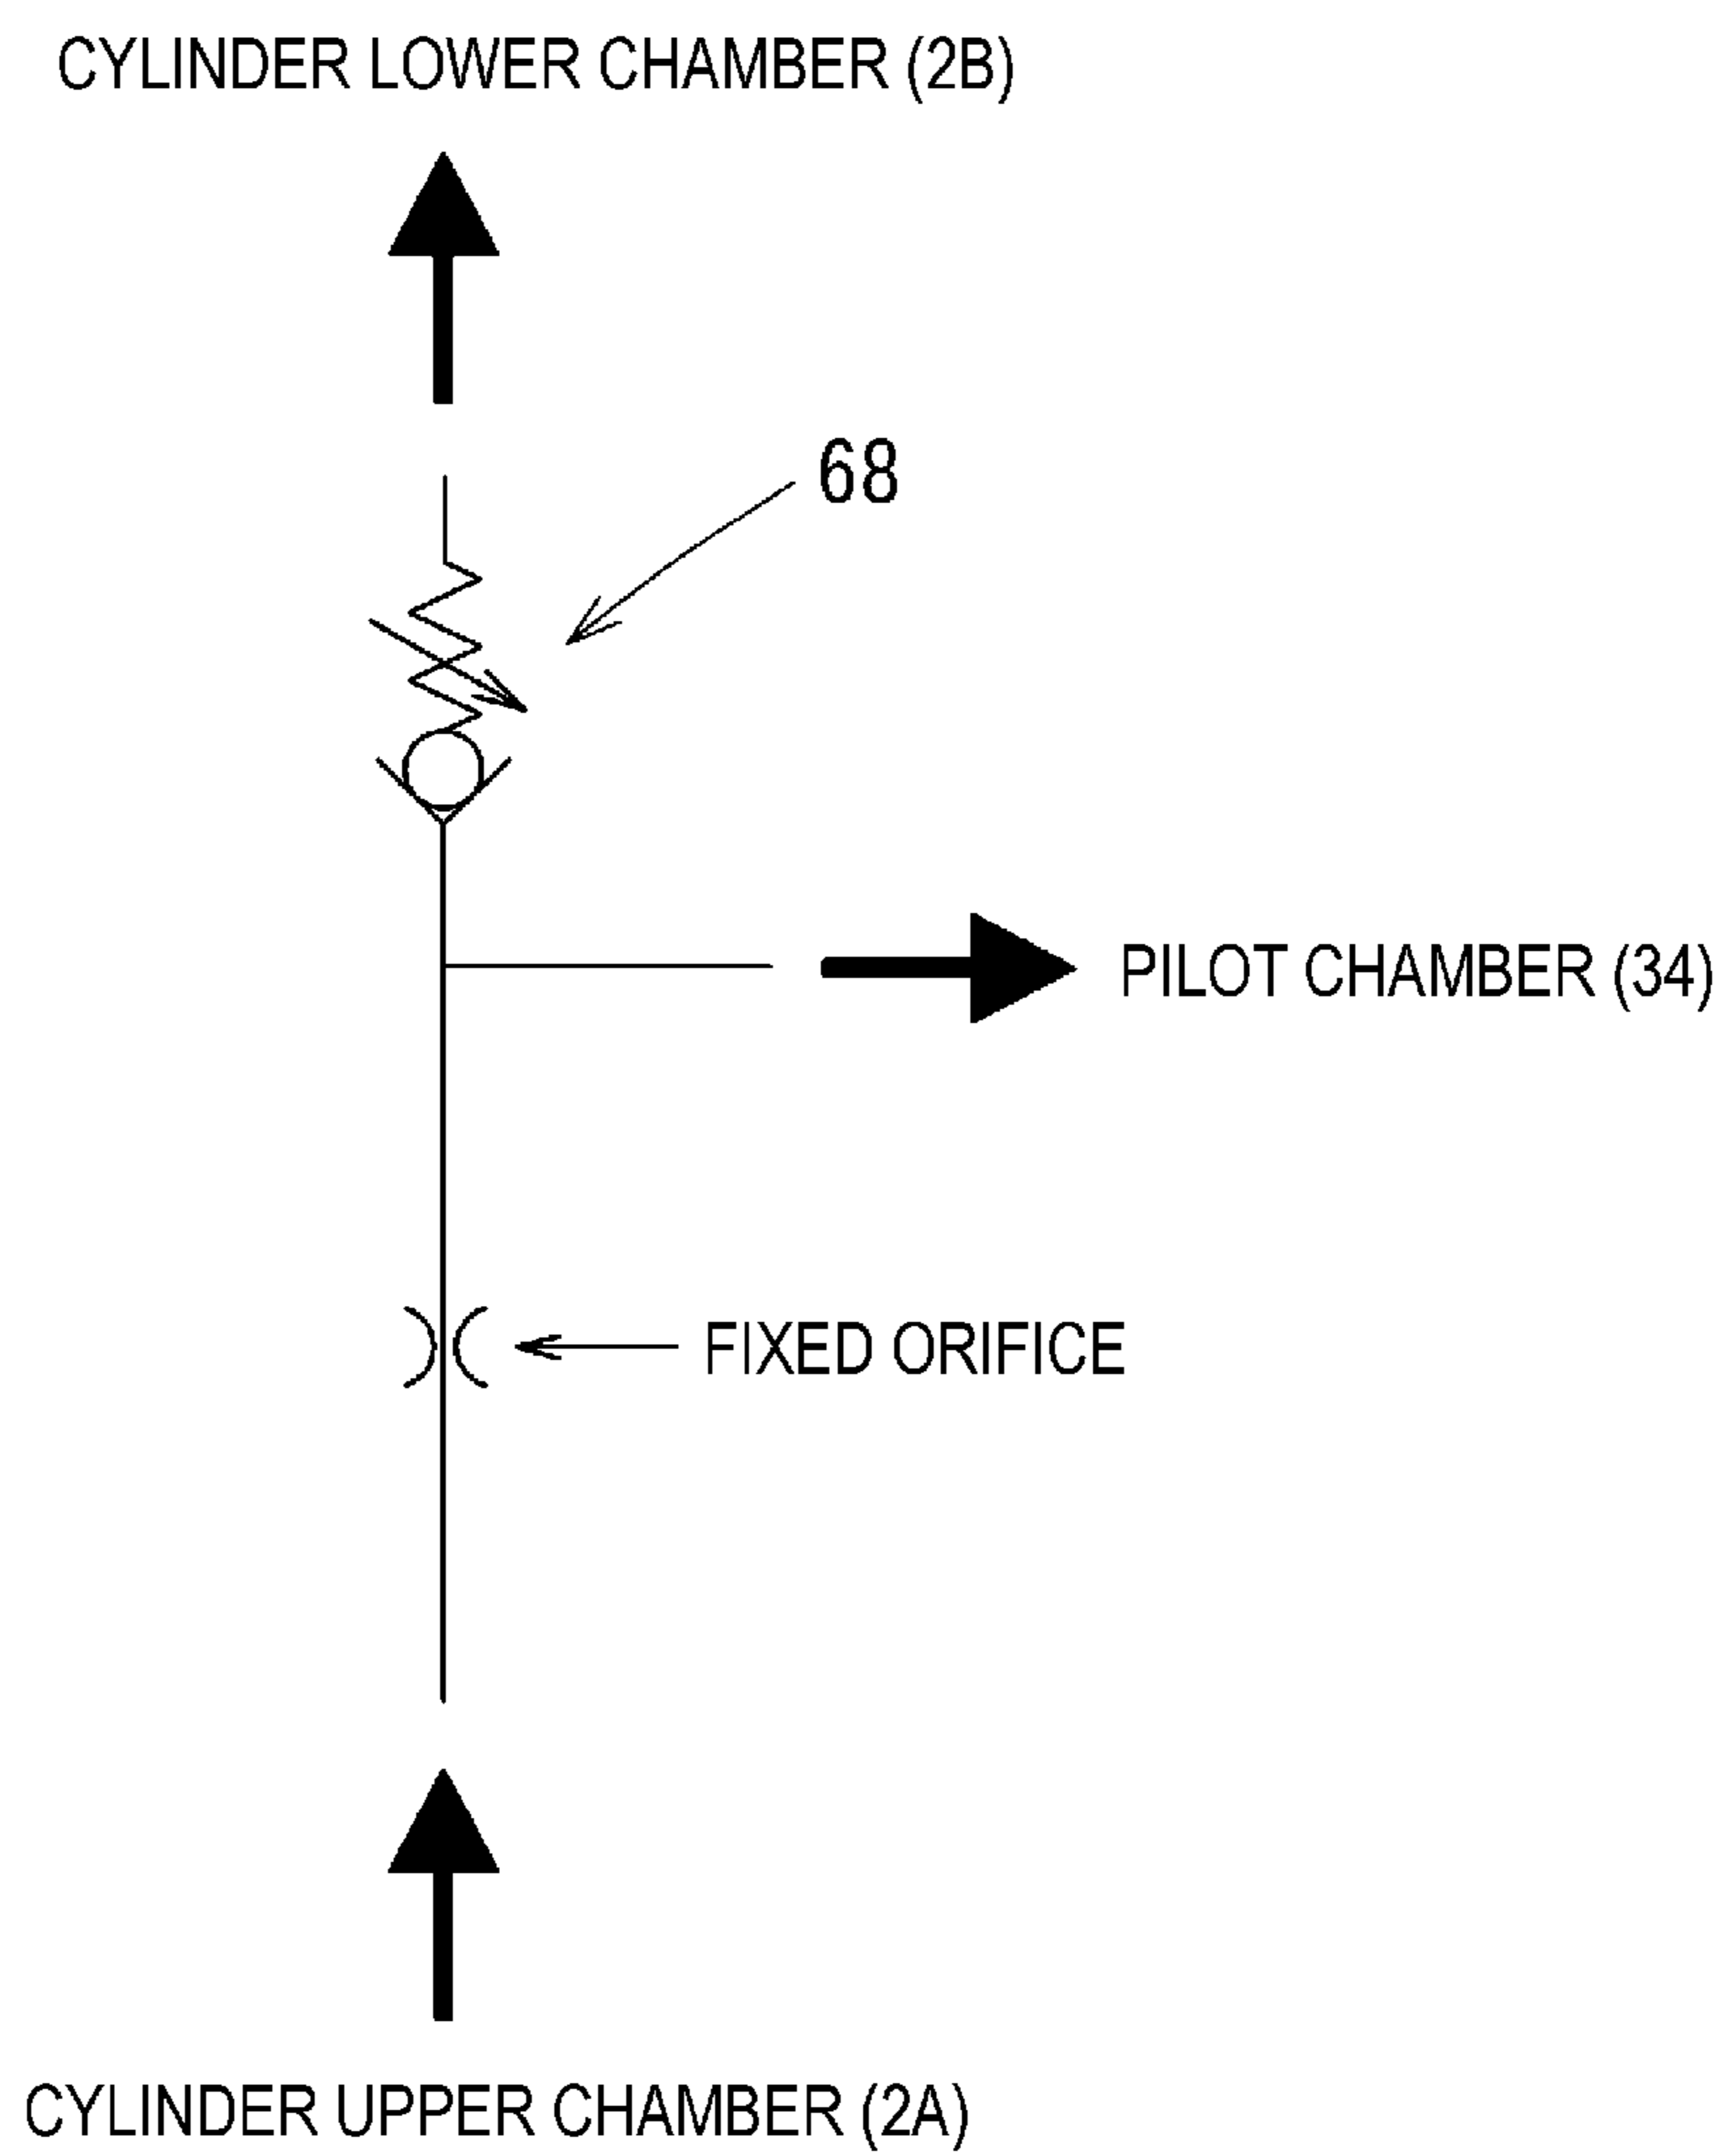 CYLINDER LOWER CHAMBER (2B)
68
PILOT CHAMBER (34)
FIXED ORIFICE
CYLINDER UPPER CHAMBER (2A)